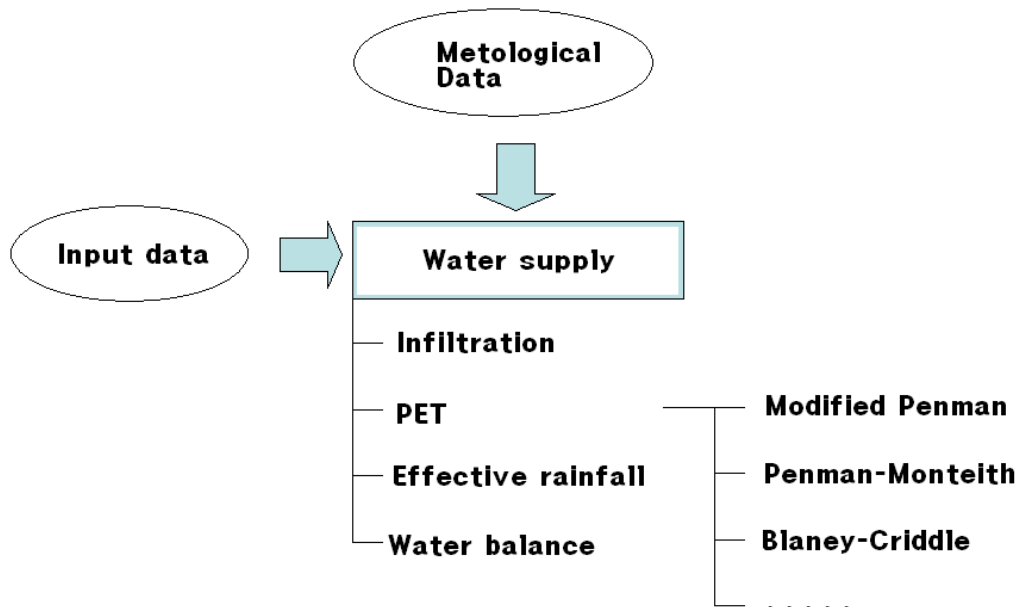 Metological
Data
Input data
Water supply
Infiltration
PET
Modified Penman
Effective rainfall
Penman-Monteith
Water balance
Blaney-Criddle